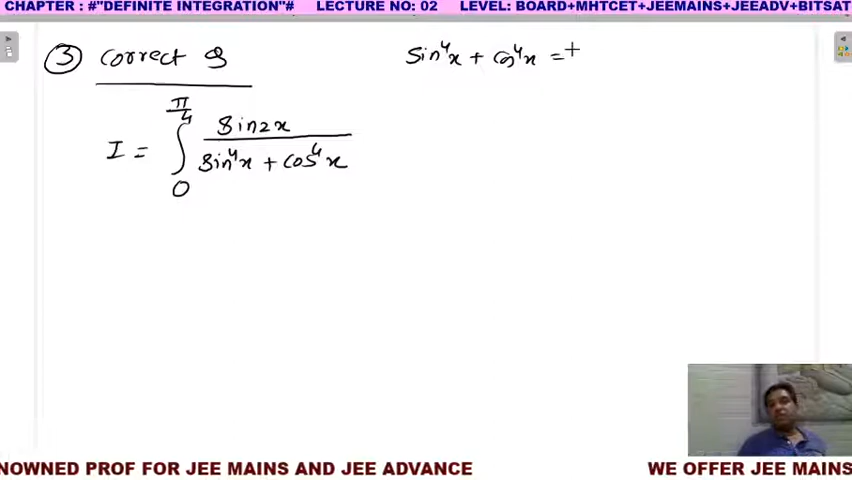 CHAPTER : #"DEFINITE INTEGRATION"# LECTURE NO: 02 LEVEL: BOARD+MHTCET+JEEMAINS+JEEADV+BITSAT
③ Correct Q
sin⁴x + cos⁴x = +
I = ∫₀^(π/4) sin2x / (sin⁴x + cos⁴x)
NOWNED PROF FOR JEE MAINS AND JEE ADVANCE WE OFFER JEE MAINS